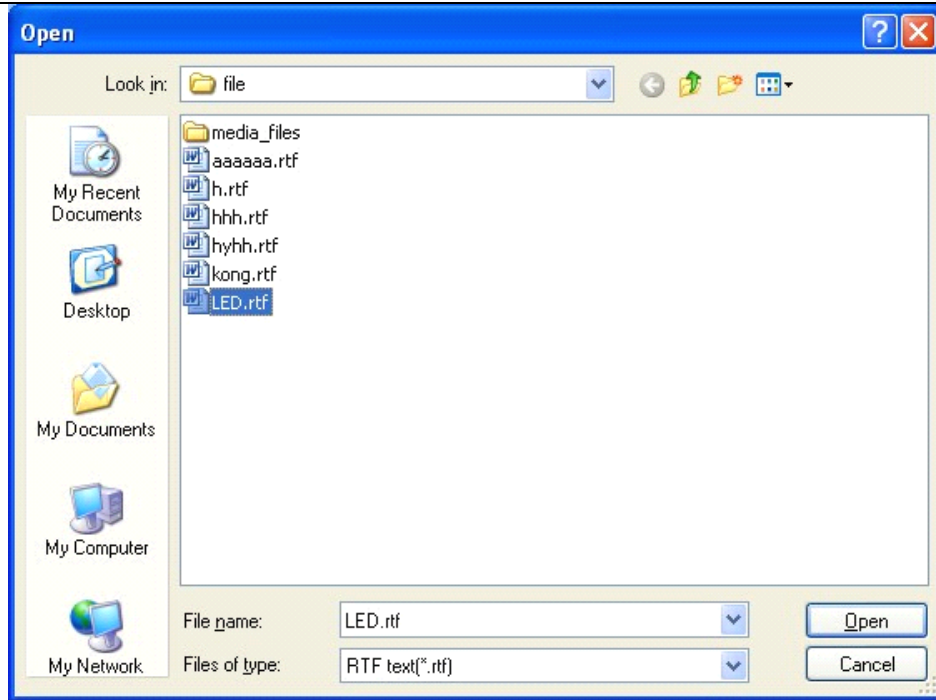 Open
Look in:
file
media_files
aaaaaa.rtf
h.rtf
hhh.rtf
hyhh.rtf
kong.rtf
LED.rtf
My Recent
Documents
Desktop
My Documents
My Computer
My Network
File name:
LED.rtf
Open
Files of type:
RTF text(*.rtf)
Cancel